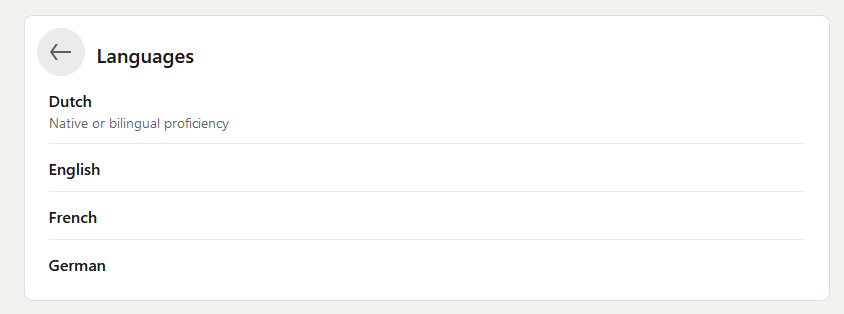 Languages
Dutch
Native or bilingual proficiency
English
French
German